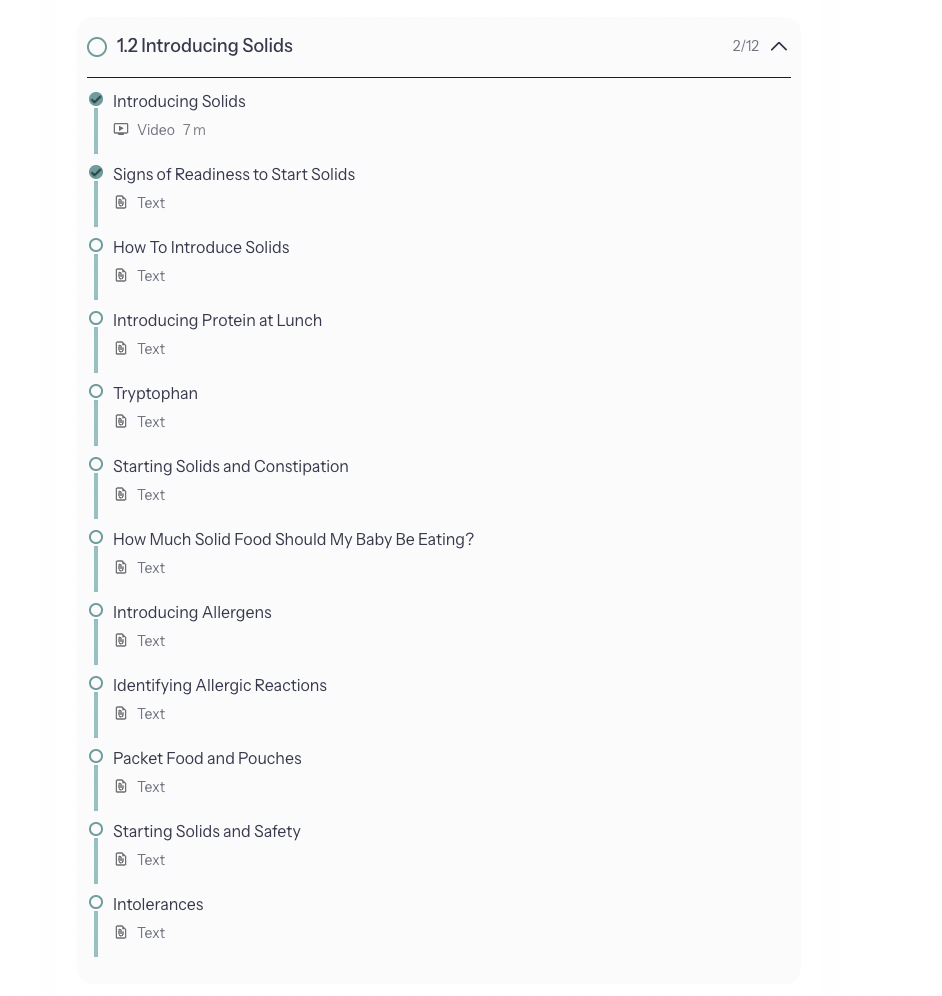 1.2 Introducing Solids 2/12
Introducing Solids
Video 7 m
Signs of Readiness to Start Solids
Text
How To Introduce Solids
Text
Introducing Protein at Lunch
Text
Tryptophan
Text
Starting Solids and Constipation
Text
How Much Solid Food Should My Baby Be Eating?
Text
Introducing Allergens
Text
Identifying Allergic Reactions
Text
Packet Food and Pouches
Text
Starting Solids and Safety
Text
Intolerances
Text